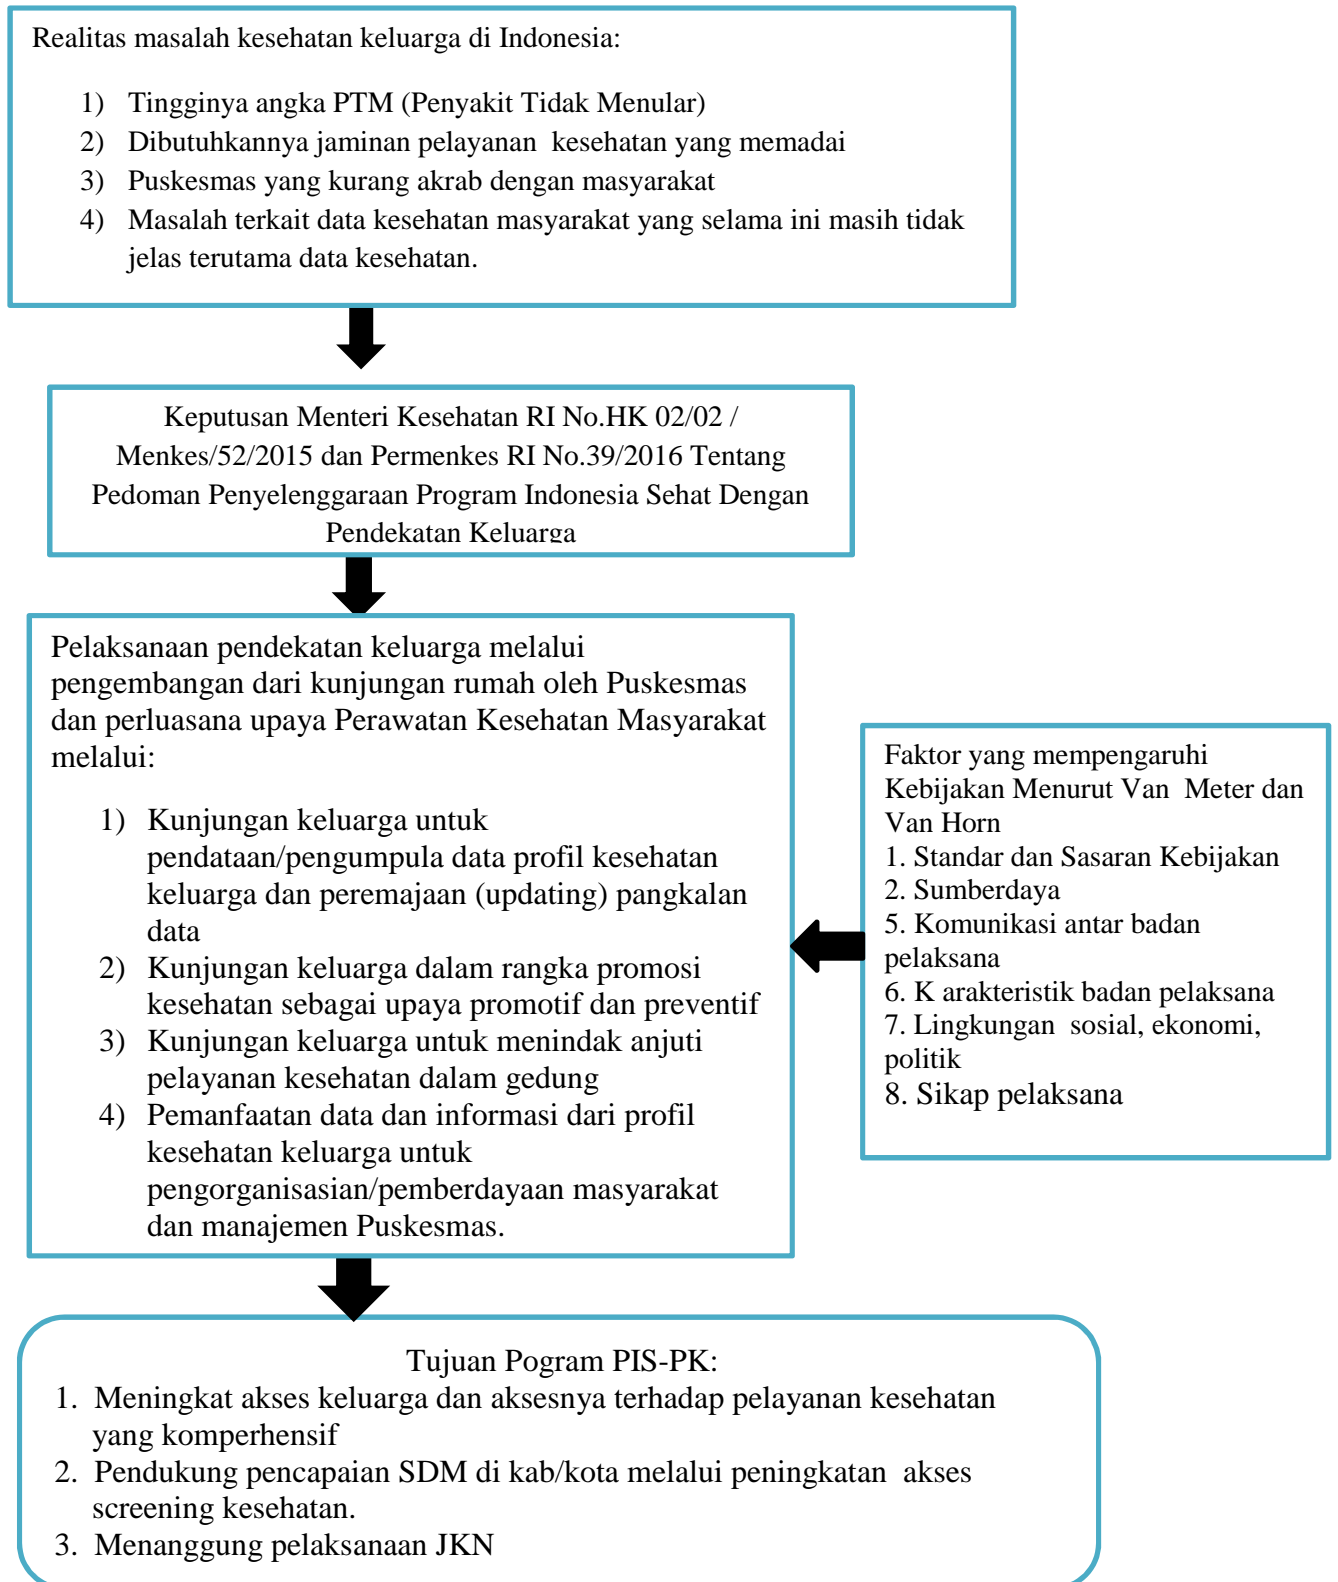 Realitas masalah kesehatan keluarga di Indonesia:
1) Tingginya angka PTM (Penyakit Tidak Menular)
2) Dibutuhkannya jaminan pelayanan kesehatan yang memadai
3) Puskesmas yang kurang akrab dengan masyarakat
4) Masalah terkait data kesehatan masyarakat yang selama ini masih tidak
jelas terutama data kesehatan.
Keputusan Menteri Kesehatan RI No.HK 02/02 /
Menkes/52/2015 dan Permenkes RI No.39/2016 Tentang
Pedoman Penyelenggaraan Program Indonesia Sehat Dengan
Pendekatan Keluarga
Pelaksanaan pendekatan keluarga melalui
pengembangan dari kunjungan rumah oleh Puskesmas
dan perluasana upaya Perawatan Kesehatan Masyarakat
melalui:
1) Kunjungan keluarga untuk
pendataan/pengumpula data profil kesehatan
keluarga dan peremajaan (updating) pangkalan
data
2) Kunjungan keluarga dalam rangka promosi
kesehatan sebagai upaya promotif dan preventif
3) Kunjungan keluarga untuk menindak anjuti
pelayanan kesehatan dalam gedung
4) Pemanfaatan data dan informasi dari profil
kesehatan keluarga untuk
pengorganisasian/pemberdayaan masyarakat
dan manajemen Puskesmas.
Faktor yang mempengaruhi
Kebijakan Menurut Van Meter dan
Van Horn
1. Standar dan Sasaran Kebijakan
2. Sumberdaya
5. Komunikasi antar badan
pelaksana
6. K arakteristik badan pelaksana
7. Lingkungan sosial, ekonomi,
politik
8. Sikap pelaksana
Tujuan Pogram PIS-PK:
1. Meningkat akses keluarga dan aksesnya terhadap pelayanan kesehatan
yang komperhensif
2. Pendukung pencapaian SDM di kab/kota melalui peningkatan akses
screening kesehatan.
3. Menanggung pelaksanaan JKN